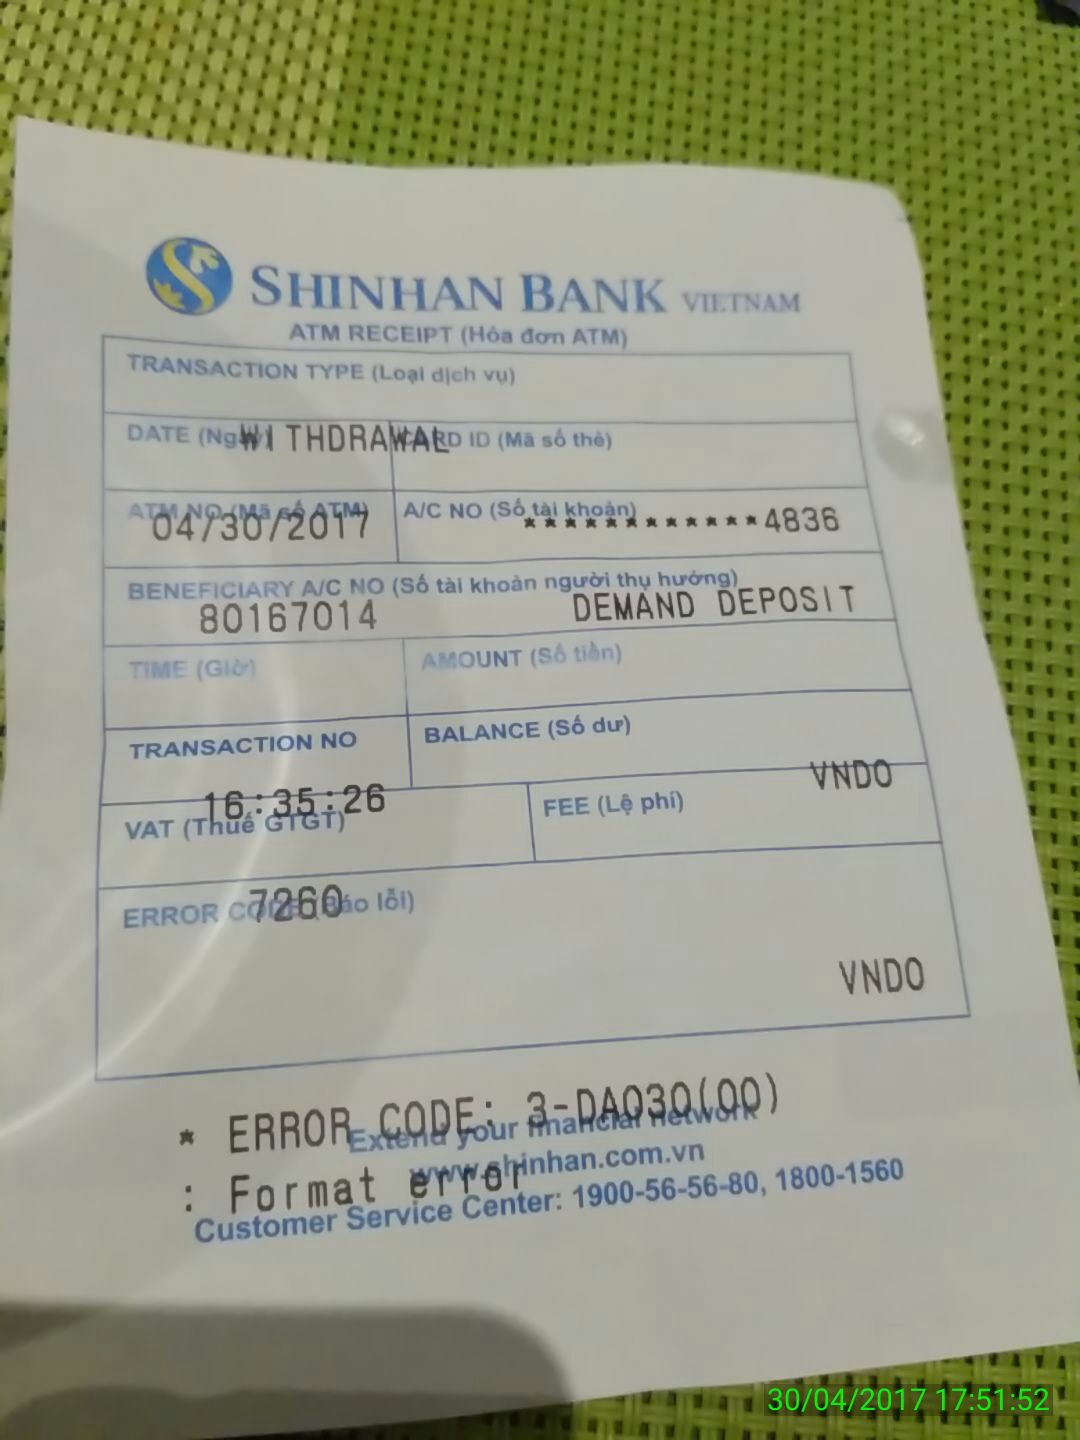 SHINHAN BANK VIETNAM
ATM RECEIPT (Hóa đơn ATM)
TRANSACTION TYPE (Loại dịch vụ)
DATE (Ngày) CARD ID (Mã số thẻ)
WITHDRAWAL
ATM NO (Mã số ATM) A/C NO (Số tài khoản)
04/30/2017 ************4836
BENEFICIARY A/C NO (Số tài khoản người thụ hưởng)
80167014 DEMAND DEPOSIT
TIME (Giờ) AMOUNT (Số tiền)
TRANSACTION NO BALANCE (Số dư)
16:35:26 VND0
VAT (Thuế GTGT) FEE (Lệ phí)
7260
ERROR CODE (Báo lỗi)
VND0
* ERROR CODE: 3-DA030(00)
Extend your financial network
www.shinhan.com.vn
: Format error
Customer Service Center: 1900-56-56-80, 1800-1560
30/04/2017 17:51:52